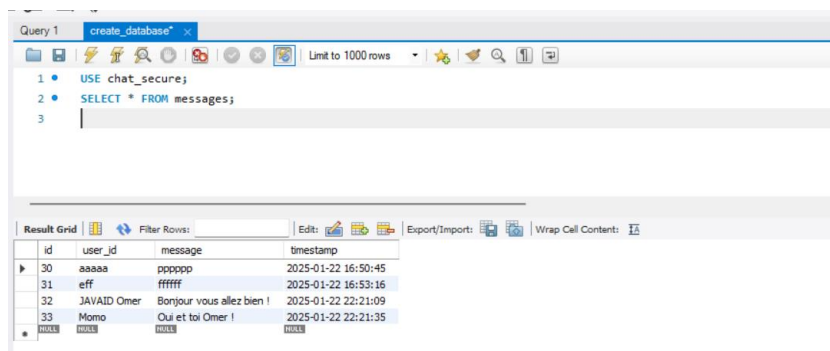 Query 1 create_database*
Limit to 1000 rows
1 USE chat_secure;
2 SELECT * FROM messages;
3
Result Grid Filter Rows: Edit: Export/Import: Wrap Cell Content:
id user_id message timestamp
30 aaaaa pppppp 2025-01-22 16:50:45
31 eff ffffff 2025-01-22 16:53:16
32 JAVAID Omer Bonjour vous allez bien ! 2025-01-22 22:21:09
33 Momo Oui et toi Omer ! 2025-01-22 22:21:35
NULL NULL NULL NULL